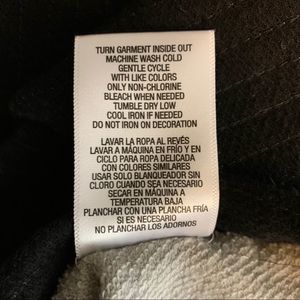 TURN GARMENT INSIDE OUT
MACHINE WASH COLD
GENTLE CYCLE
WITH LIKE COLORS
ONLY NON-CHLORINE
BLEACH WHEN NEEDED
TUMBLE DRY LOW
COOL IRON IF NEEDED
DO NOT IRON ON DECORATION
LAVAR LA ROPA AL REVÉS
LAVAR A MÁQUINA EN FRÍO Y EN
CICLO PARA ROPA DELICADA
CON COLORES SIMILARES
USAR SOLO BLANQUEADOR SIN
CLORO CUANDO SEA NECESARIO
SECAR EN MÁQUINA A
TEMPERATURA BAJA
PLANCHAR CON UNA PLANCHA FRÍA
SI ES NECESARIO
NO PLANCHAR LOS ADORNOS